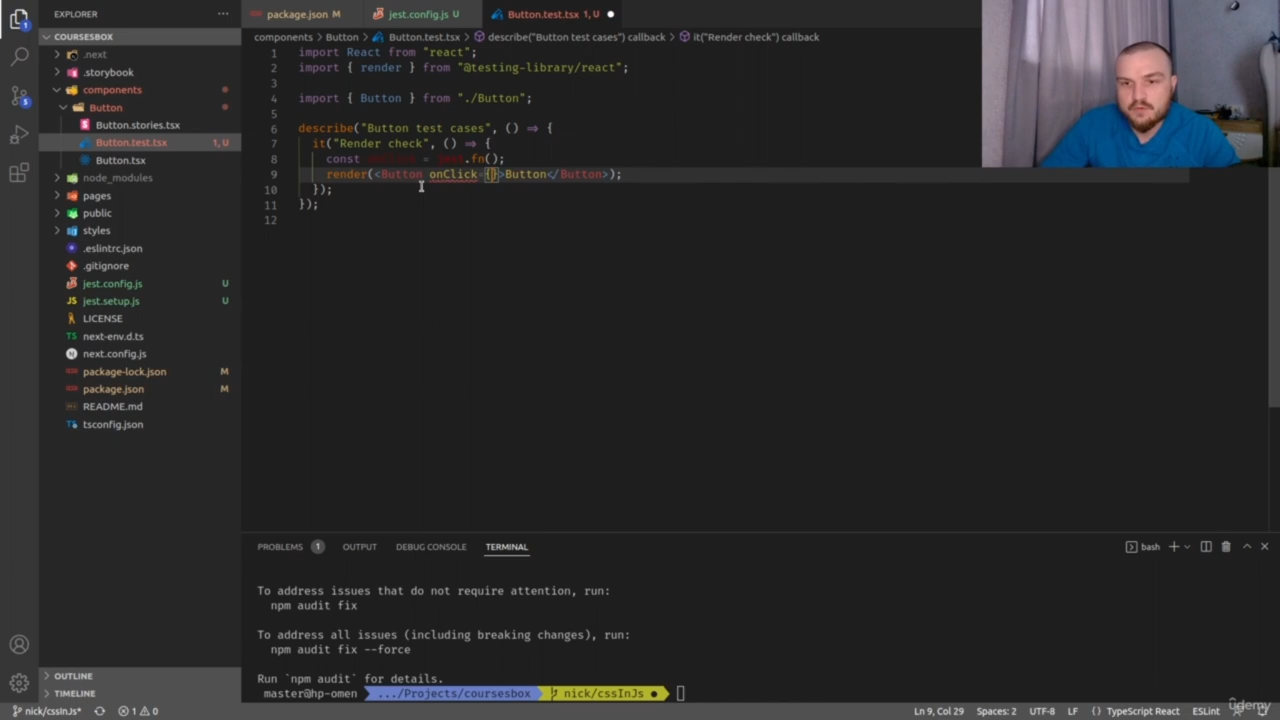 EXPLORER
···
package.json M
jest.config.js U
Button.test.tsx 1, U
COURSESBOX
components > Button > Button.test.tsx > describe("Button test cases") callback > it("Render check") callback
.next
.storybook
components
Button
Button.stories.tsx
Button.test.tsx 1, U
Button.tsx
node_modules
pages
public
styles
.eslintrc.json
.gitignore
jest.config.js U
jest.setup.js U
LICENSE
next-env.d.ts
next.config.js
package-lock.json M
package.json M
README.md
tsconfig.json
OUTLINE
TIMELINE
1 import React from "react";
2 import { render } from "@testing-library/react";
3
4 import { Button } from "./Button";
5
6 describe("Button test cases", () => {
7 it("Render check", () => {
8 const = .fn();
9 render(<Button onClick={}>Button</Button>);
10 });
11 });
12
PROBLEMS 1 OUTPUT DEBUG CONSOLE TERMINAL
bash
To address issues that do not require attention, run:
npm audit fix
To address all issues (including breaking changes), run:
npm audit fix --force
Run `npm audit` for details.
master@hp-omen .../Projects/coursesbox nick/cssInJs
nick/cssInJs* 1 0
Ln 9, Col 29 Spaces: 2 UTF-8 LF {} TypeScript React ESLint
udemy